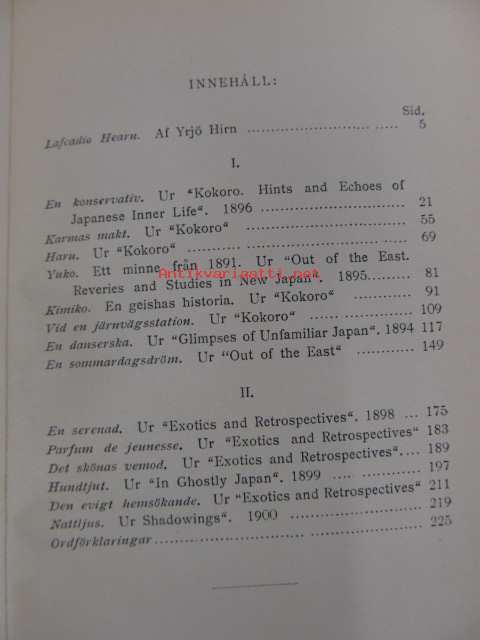 INNEHÅLL:
Sid.
Lafcadio Hearn. Af Yrjö Hirn ................................ 5
I.
En konservativ. Ur "Kokoro. Hints and Echoes of
Japanese Inner Life". 1896 ........................ 21
Karmas makt. Ur "Kokoro" ........................ 55
Haru. Ur "Kokoro" ........................ 69
Yuko. Ett minne från 1891. Ur "Out of the East.
Reveries and Studies in New Japan". 1895......... 81
Antikvariaatti.net
Kimiko. En geishas historia. Ur "Kokoro" ............ 91
Vid en järnvägsstation. Ur "Kokoro" ............ 109
En danserska. Ur "Glimpses of Unfamiliar Japan". 1894 117
En sommardagsdröm. Ur "Out of the East" ............ 149
II.
En serenad. Ur "Exotics and Retrospectives". 1898 ... 175
Parfum de jeunesse. Ur "Exotics and Retrospectives" 183
Det skönas vemod. Ur "Exotics and Retrospectives".... 189
Hundtjut. Ur "In Ghostly Japan". 1899 ............ 197
Den evigt hemsökande. Ur "Exotics and Retrospectives" 211
Nattljus. Ur Shadowings". 1900 ........................ 219
Ordförklaringar ................................................ 225